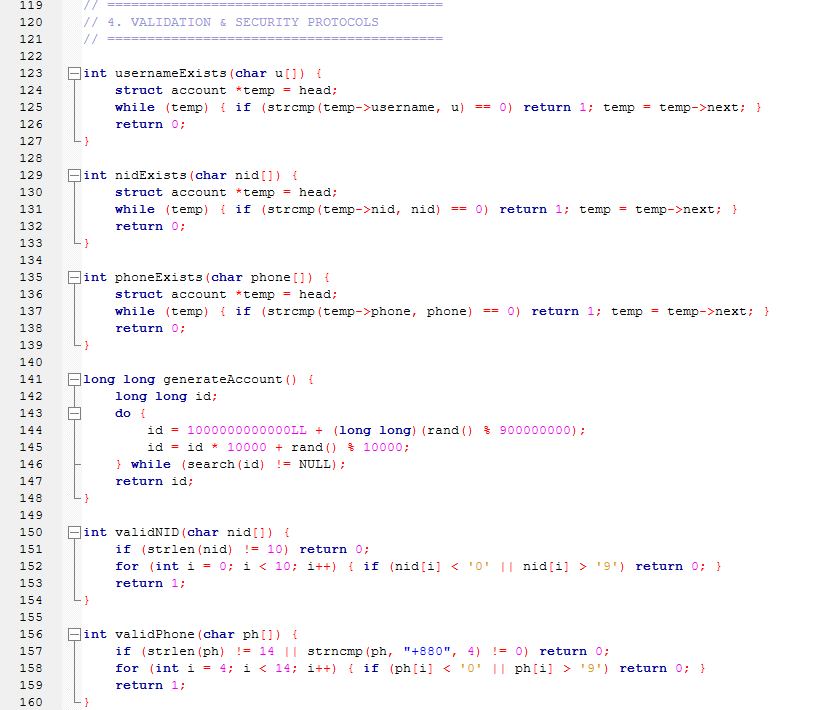 119 // ==========================================
120 // 4. VALIDATION & SECURITY PROTOCOLS
121 // ==========================================
122
123 int usernameExists(char u[]) {
124     struct account *temp = head;
125     while (temp) { if (strcmp(temp->username, u) == 0) return 1; temp = temp->next; }
126     return 0;
127 }
128
129 int nidExists(char nid[]) {
130     struct account *temp = head;
131     while (temp) { if (strcmp(temp->nid, nid) == 0) return 1; temp = temp->next; }
132     return 0;
133 }
134
135 int phoneExists(char phone[]) {
136     struct account *temp = head;
137     while (temp) { if (strcmp(temp->phone, phone) == 0) return 1; temp = temp->next; }
138     return 0;
139 }
140
141 long long generateAccount() {
142     long long id;
143     do {
144         id = 1000000000000LL + (long long)(rand() % 900000000);
145         id = id * 10000 + rand() % 10000;
146     } while (search(id) != NULL);
147     return id;
148 }
149
150 int validNID(char nid[]) {
151     if (strlen(nid) != 10) return 0;
152     for (int i = 0; i < 10; i++) { if (nid[i] < '0' || nid[i] > '9') return 0; }
153     return 1;
154 }
155
156 int validPhone(char ph[]) {
157     if (strlen(ph) != 14 || strncmp(ph, "+880", 4) != 0) return 0;
158     for (int i = 4; i < 14; i++) { if (ph[i] < '0' || ph[i] > '9') return 0; }
159     return 1;
160 }